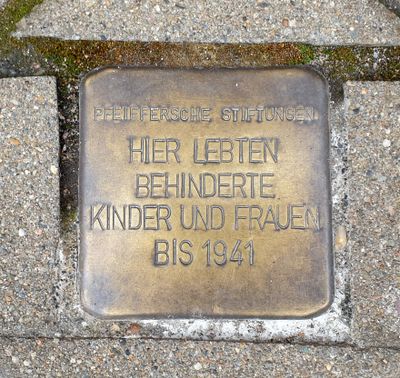 PFEIFFERSCHE STIFTUNGEN
HIER LEBTEN
BEHINDERTE
KINDER UND FRAUEN
BIS 1941